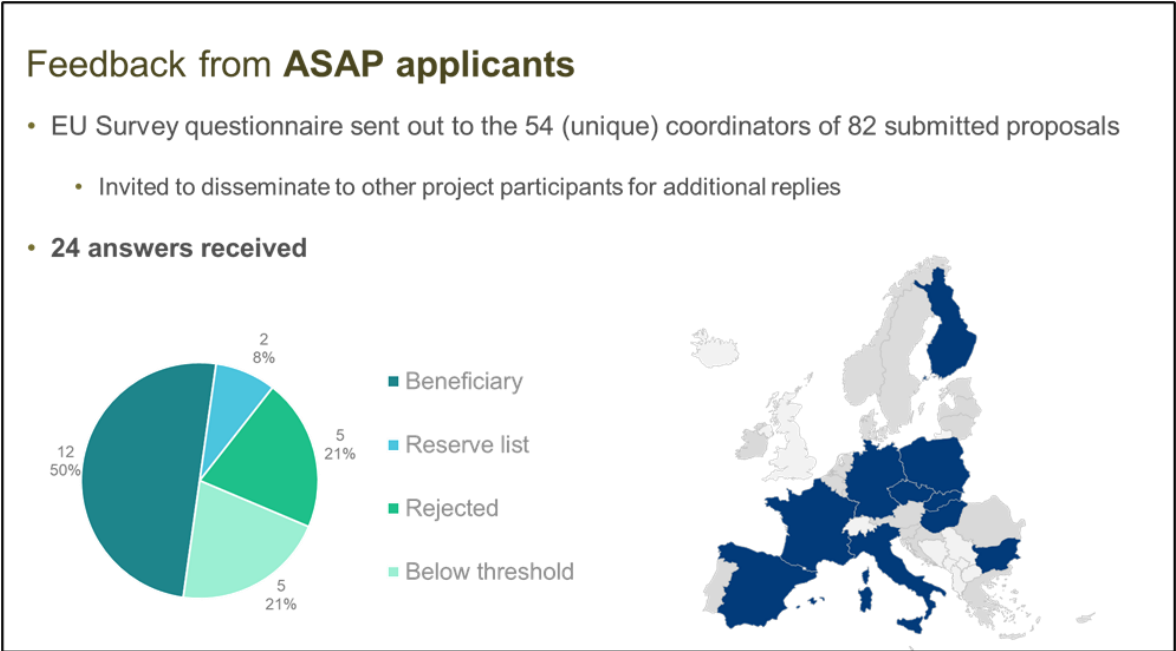 Feedback from ASAP applicants
• EU Survey questionnaire sent out to the 54 (unique) coordinators of 82 submitted proposals
• Invited to disseminate to other project participants for additional replies
• 24 answers received
2
8%
5
21%
5
21%
12
50%
Beneficiary
Reserve list
Rejected
Below threshold